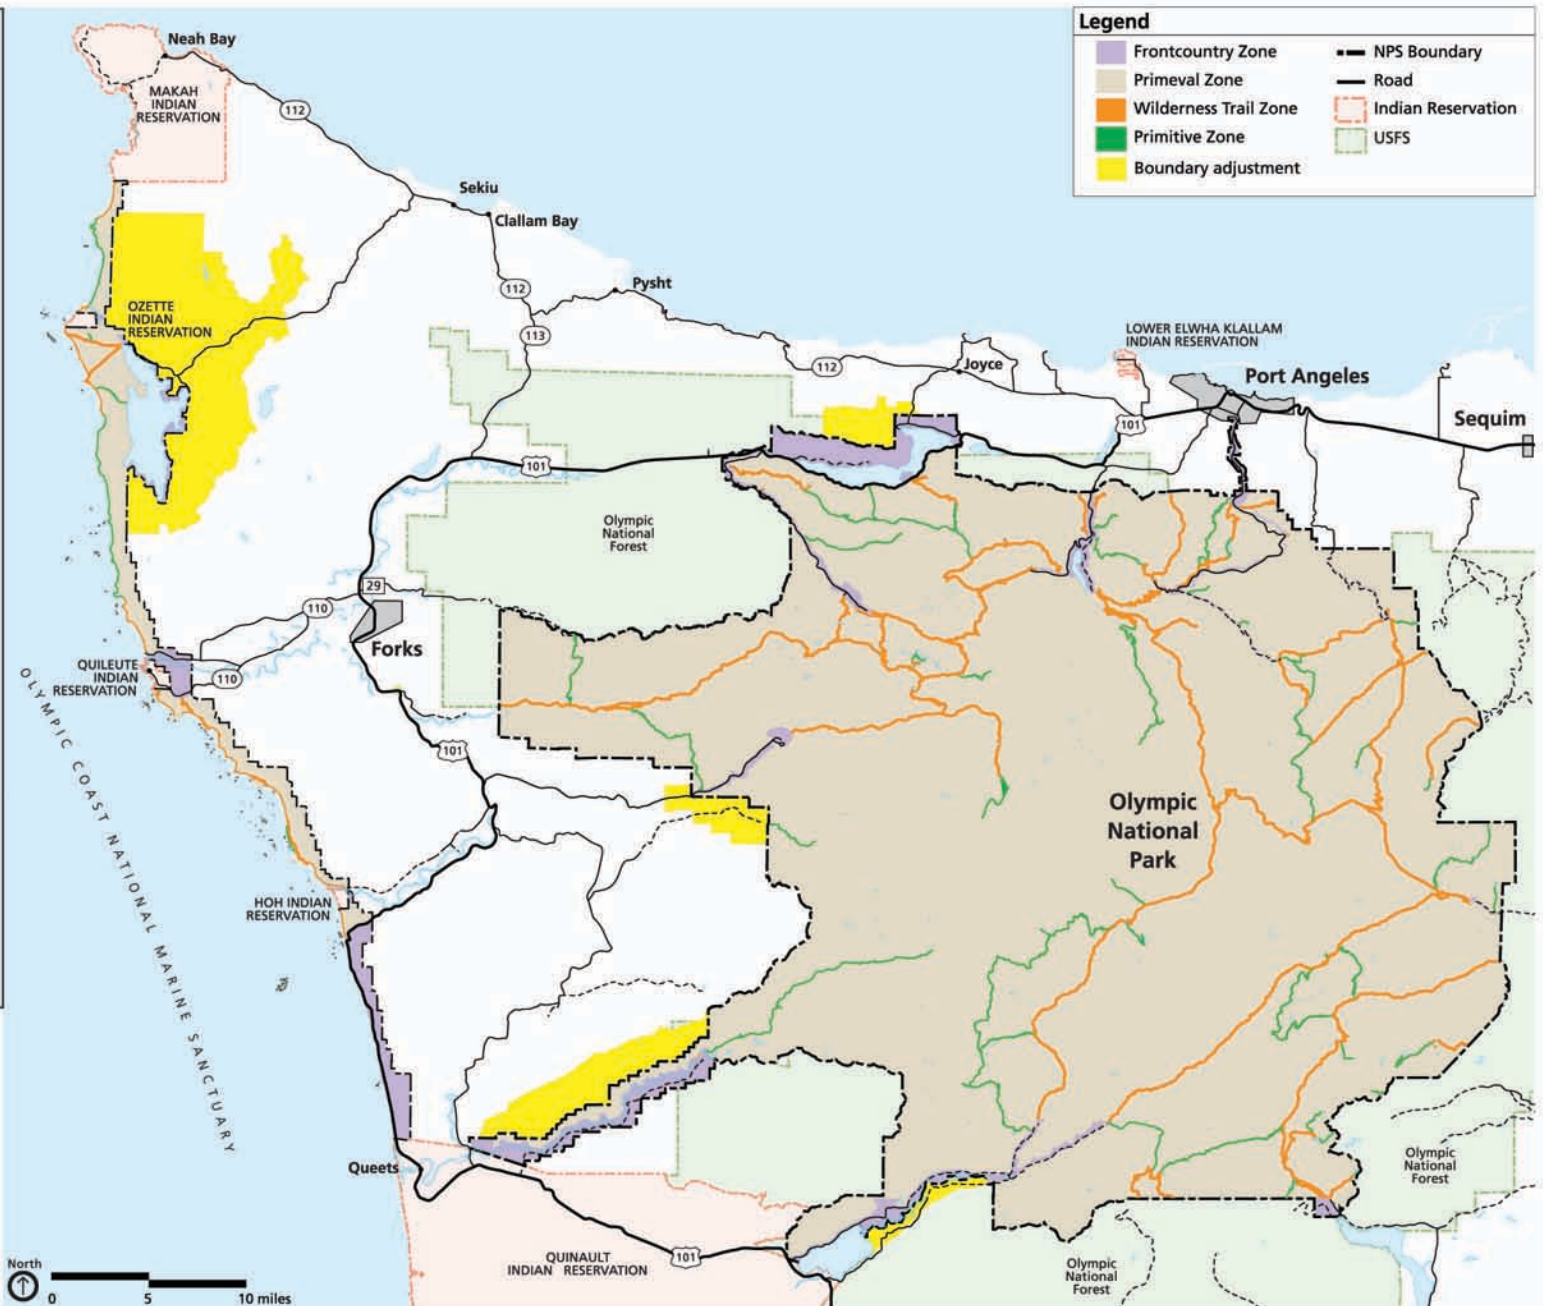 Legend
Frontcountry Zone
Primeval Zone
Wilderness Trail Zone
Primitive Zone
Boundary adjustment
NPS Boundary
Road
Indian Reservation
USFS
Neah Bay
MAKAH
INDIAN
RESERVATION
112
Sekiu
Clallam Bay
112
Pysht
113
OZETTE
INDIAN
RESERVATION
LOWER ELWHA KLALLAM
INDIAN RESERVATION
112
Joyce
Port Angeles
101
Sequim
101
Olympic
National
Forest
29
110
Forks
QUILEUTE
INDIAN
RESERVATION
110
101
OLYMPIC COAST NATIONAL MARINE SANCTUARY
Olympic
National
Park
HOH INDIAN
RESERVATION
Queets
Olympic
National
Forest
QUINAULT
INDIAN RESERVATION
101
Olympic
National
Forest
North
0 5 10 miles